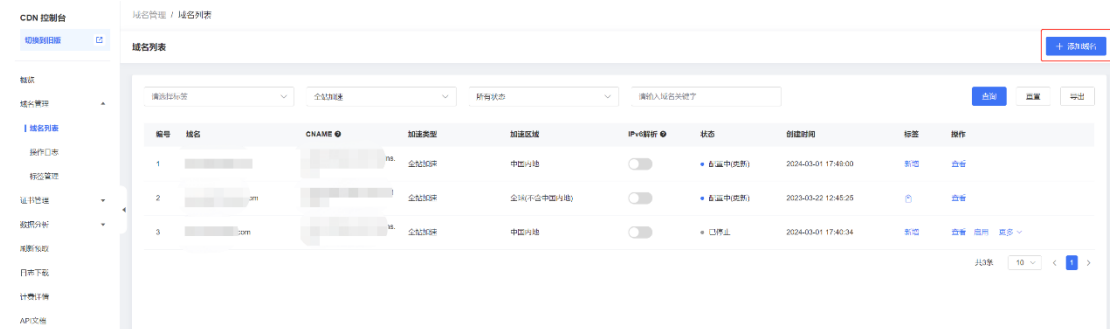 CDN 控制台
域名管理 / 域名列表
切换到旧版
域名列表
+ 添加域名
概览
域名管理
请选择标签
全站加速
所有状态
请输入域名关键字
查询
重置
导出
域名列表
编号 域名 CNAME 加速类型 加速区域 IPv6解析 状态 创建时间 标签 操作
操作日志
1 ns. 全站加速 中国内地 配置中(更新) 2024-03-01 17:48:00 新增 查看
标签管理
证书管理
2 om 全站加速 全球(不含中国内地) 配置中(更新) 2023-03-22 12:45:25 查看
数据分析
3 com ns. 全站加速 中国内地 已停止 2024-03-01 17:40:34 新增 查看 启用 更多
刷新预取
共3条 10 1
日志下载
计费详情
API文档